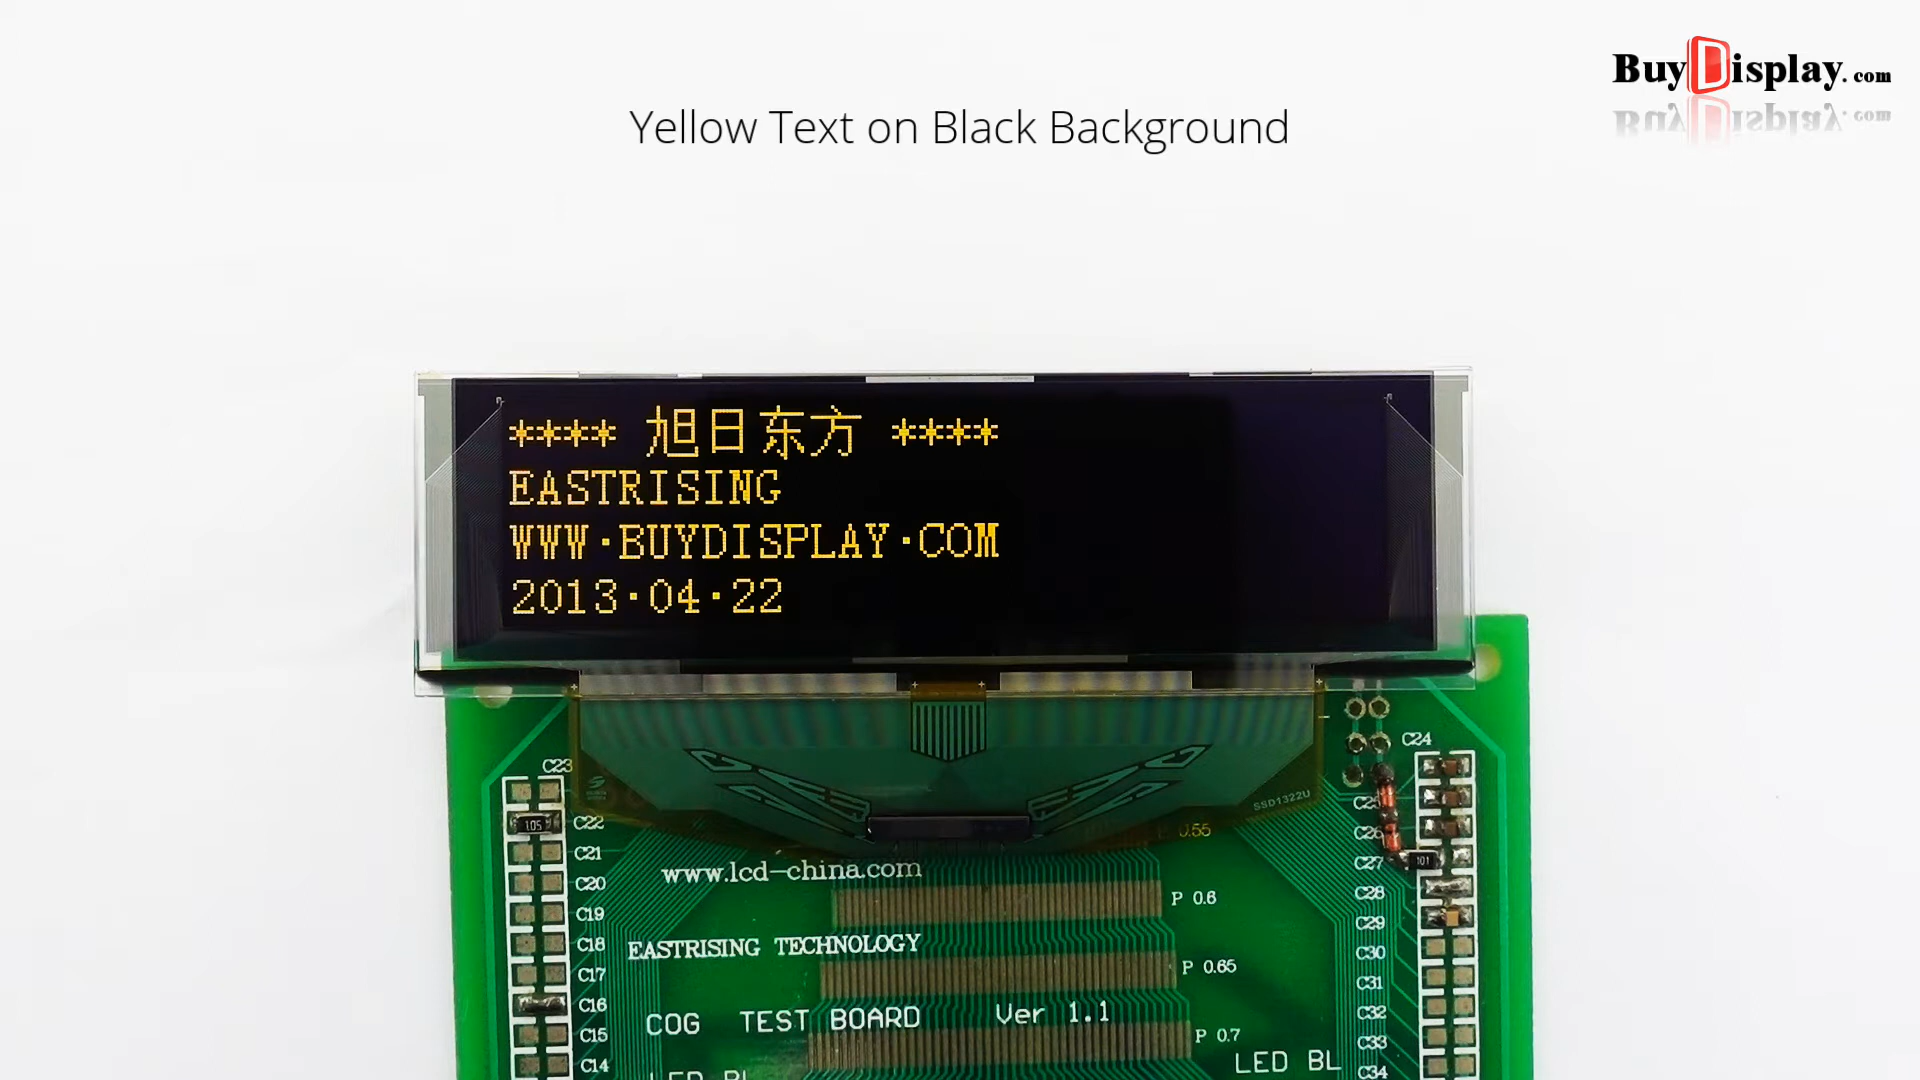 BuyDisplay.com
Yellow Text on Black Background
**** 旭日东方 ****
EASTRISING
WWW.BUYDISPLAY.COM
2013.04.22
SSD1322U
0.55
www.lcd-china.com
P 0.6
EASTRISING TECHNOLOGY
P 0.65
COG TEST BOARD Ver 1.1
P 0.7
LED BL
C23
105
C22
C21
C20
C19
C18
C17
C16
C15
C14
C24
C25
C26
C27
101
C28
C29
C30
C31
C32
C33
C34